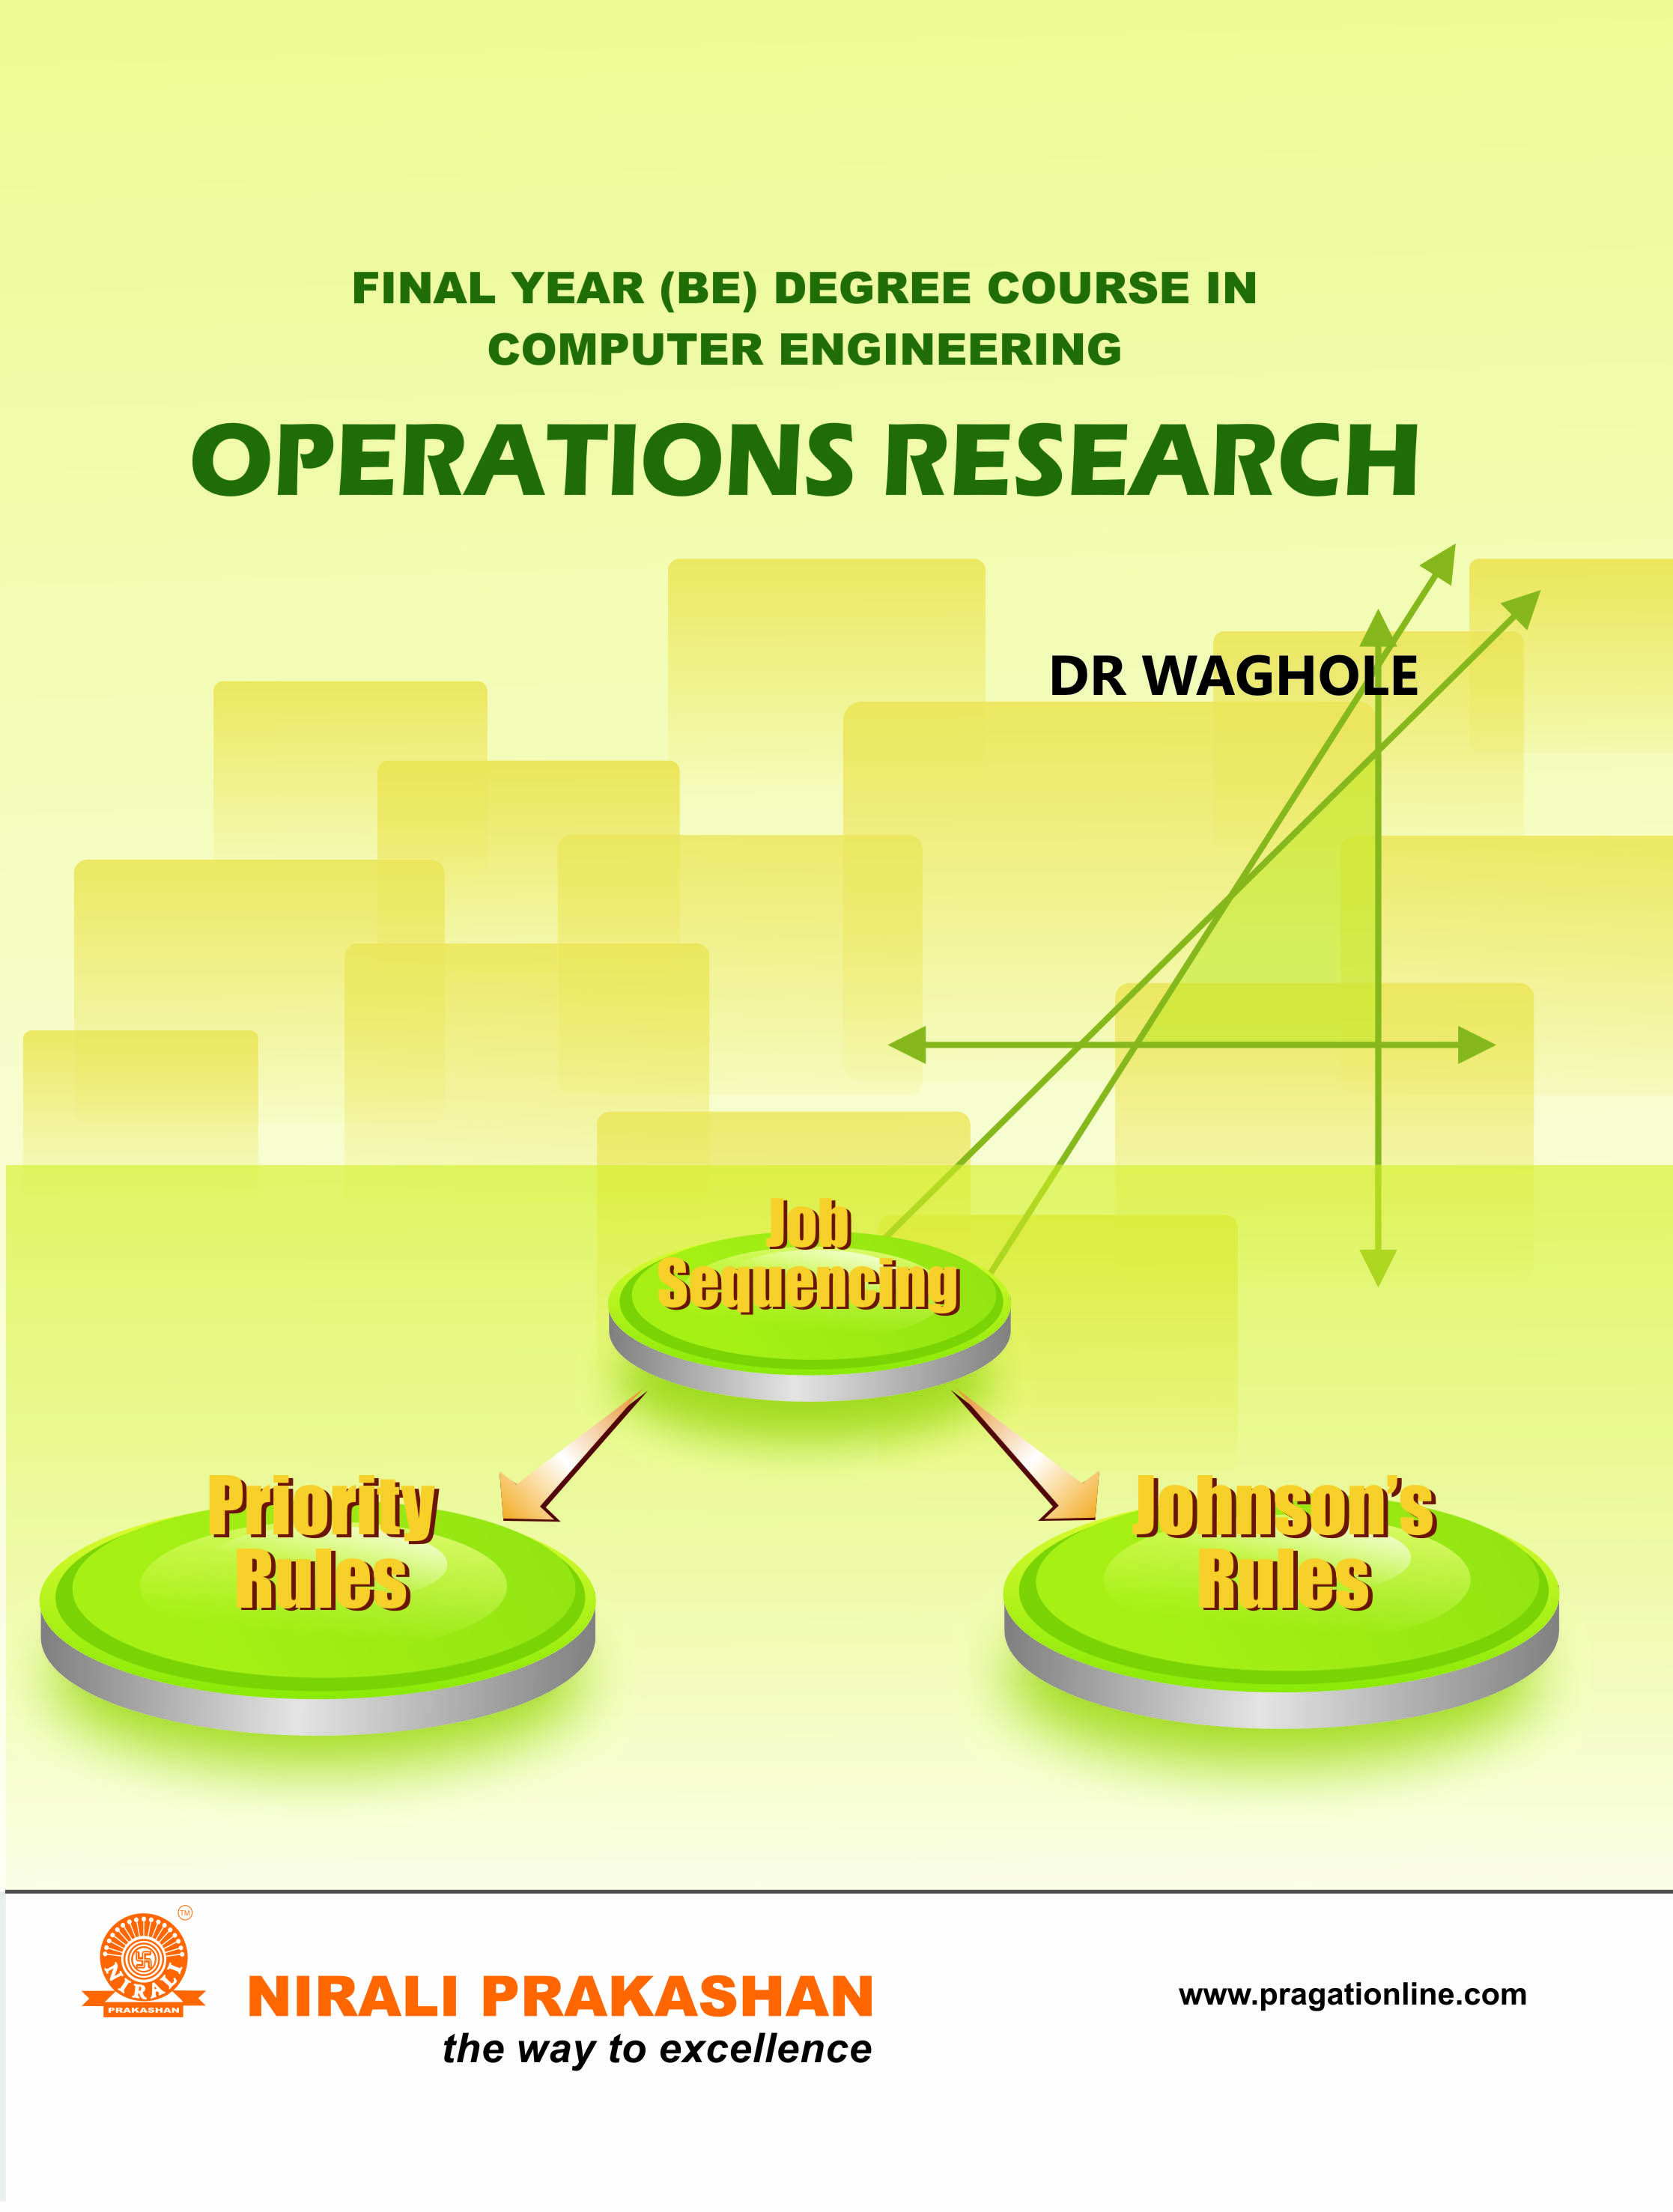 FINAL YEAR (BE) DEGREE COURSE IN
COMPUTER ENGINEERING
OPERATIONS RESEARCH
DR WAGHOLE
Job
Sequencing
Priority
Rules
Johnson's
Rules
TM
NIRALI
PRAKASHAN
NIRALI PRAKASHAN
the way to excellence
www.pragationline.com